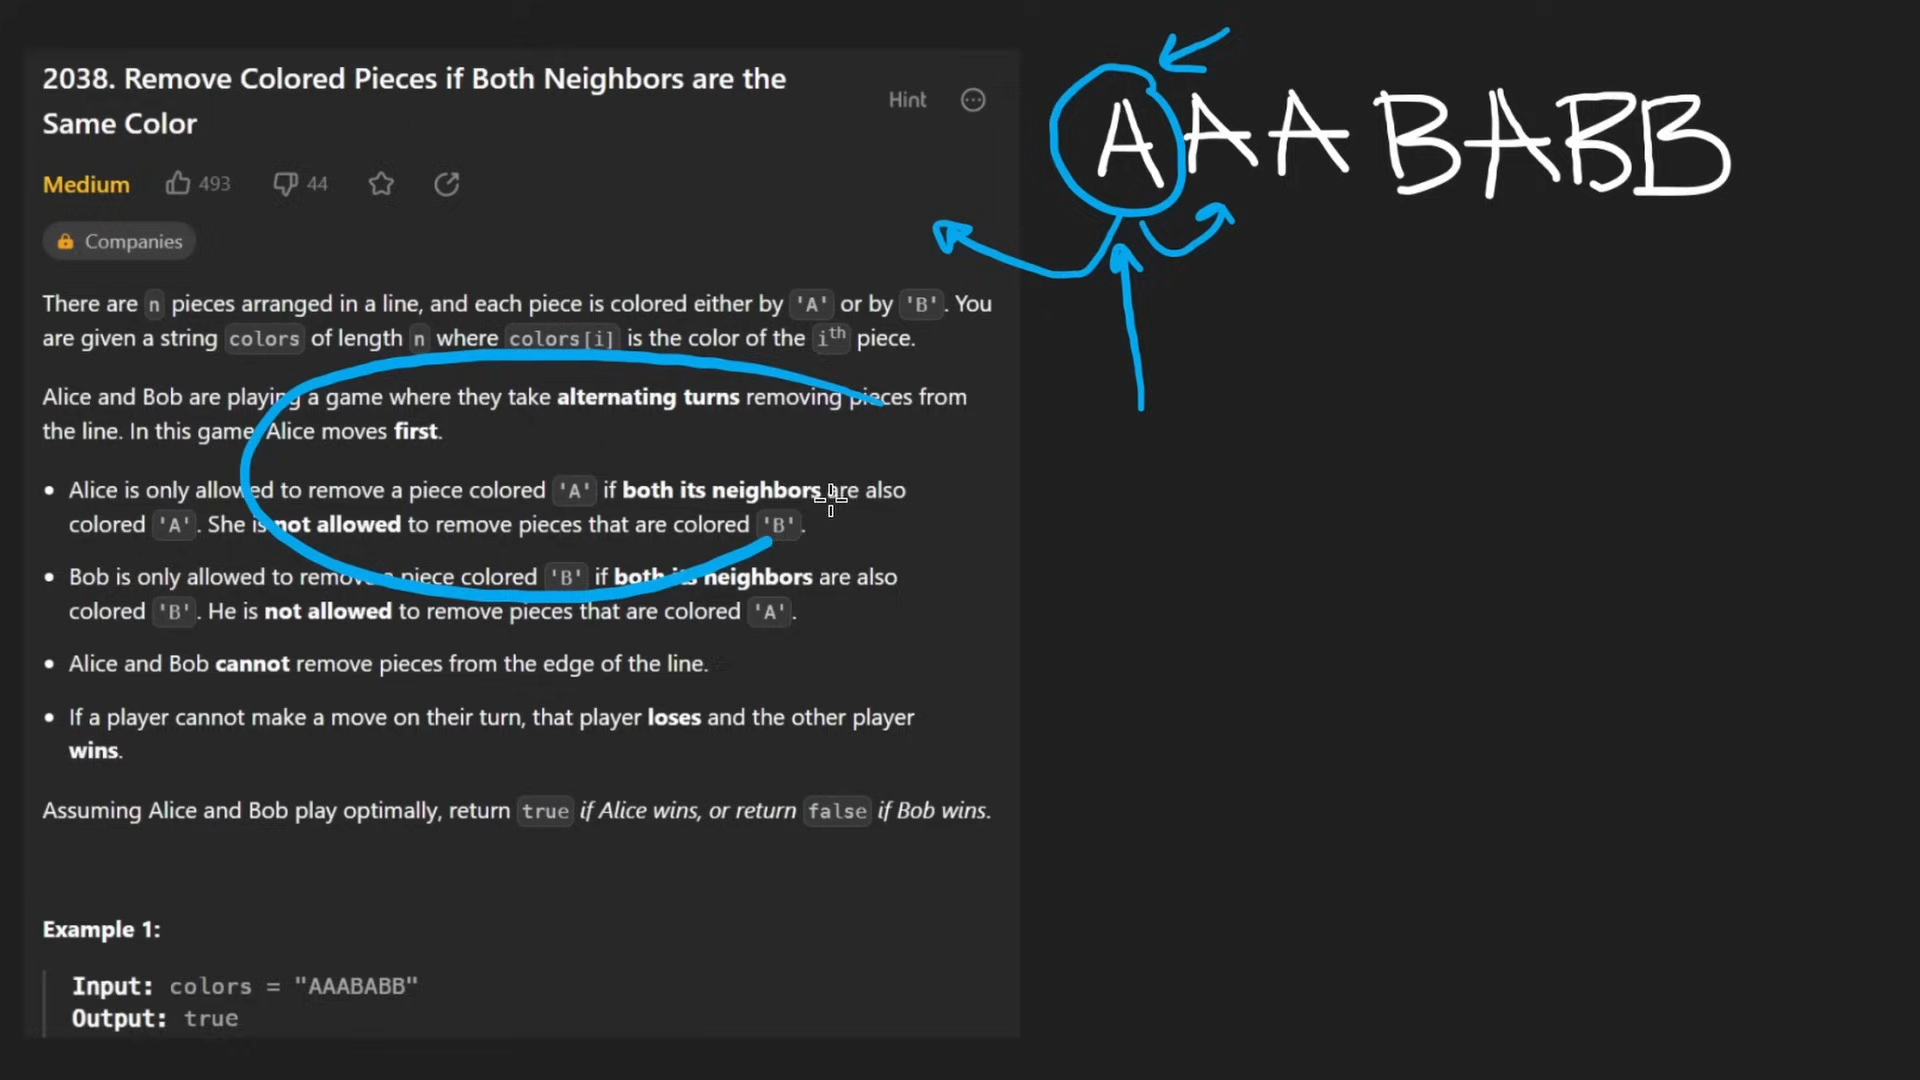 2038. Remove Colored Pieces if Both Neighbors are the
Same Color
Hint
Medium 493 44
Companies
There are n pieces arranged in a line, and each piece is colored either by 'A' or by 'B'. You
are given a string colors of length n where colors[i] is the color of the ith piece.
Alice and Bob are playing a game where they take alternating turns removing pieces from
the line. In this game, Alice moves first.
• Alice is only allowed to remove a piece colored 'A' if both its neighbors are also
colored 'A'. She is not allowed to remove pieces that are colored 'B'.
• Bob is only allowed to remove a piece colored 'B' if both its neighbors are also
colored 'B'. He is not allowed to remove pieces that are colored 'A'.
• Alice and Bob cannot remove pieces from the edge of the line.
• If a player cannot make a move on their turn, that player loses and the other player
wins.
Assuming Alice and Bob play optimally, return true if Alice wins, or return false if Bob wins.
Example 1:
Input: colors = "AAABABB"
Output: true
AAABABB